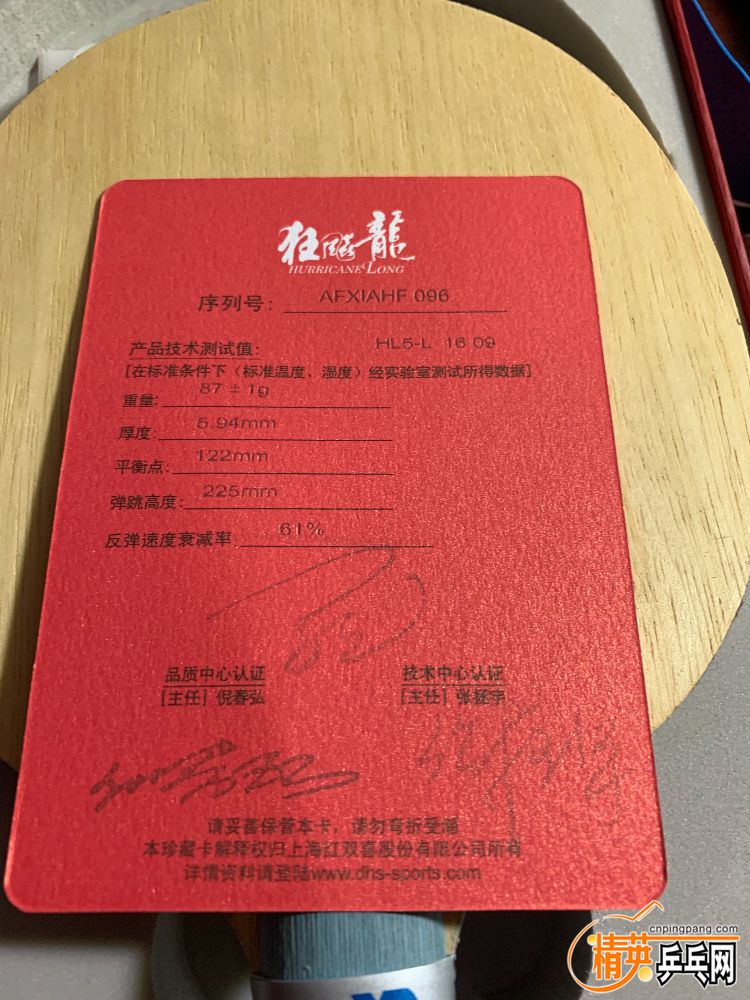 狂飚龍
HURRICANE LONG
序列号： AFXIAHF 096
产品技术测试值： HL5-L 16 09
[在标准条件下（标准温度、湿度）经实验室测试所得数据]
重量： 87 ± 1g
厚度： 5.94mm
平衡点： 122mm
弹跳高度： 225mm
反弹速度衰减率： 61%
品质中心认证 技术中心认证
[主任] 倪春弘 [主任] 张拯宇
请妥善保管本卡，请勿弯折受潮
本珍藏卡解释权归上海红双喜股份有限公司所有
详情资料请登陆www.dhs-sports.com
cnpingpang.com
精英乒乓网